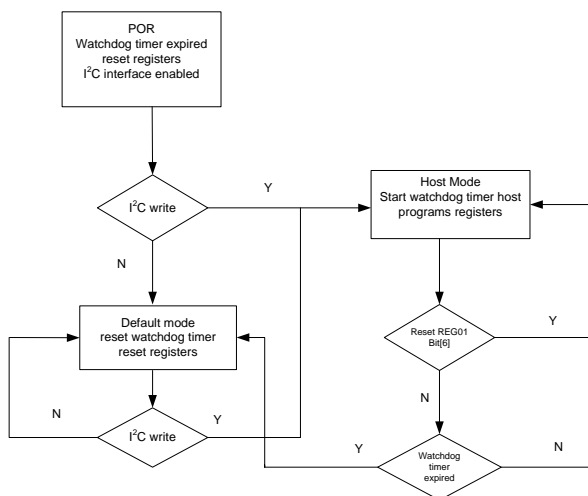 POR
Watchdog timer expired
reset registers
I²C interface enabled
I²C write
Y
N
Host Mode
Start watchdog timer host
programs registers
Default mode
reset watchdog timer
reset registers
Reset REG01
Bit[6]
Y
N
I²C write
N
Y
Watchdog
timer
expired
Y
N